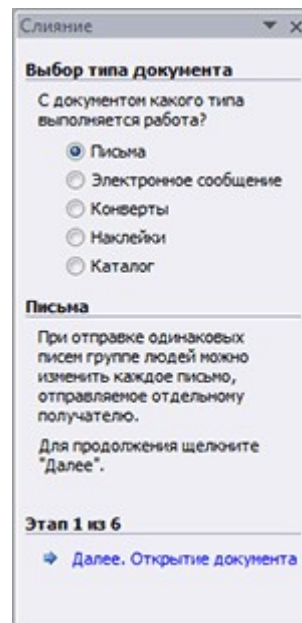 Слияние
Выбор типа документа
С документом какого типа
выполняется работа?
Письма
Электронное сообщение
Конверты
Наклейки
Каталог
Письма
При отправке одинаковых
писем группе людей можно
изменить каждое письмо,
отправляемое отдельному
получателю.
Для продолжения щелкните
"Далее".
Этап 1 из 6
Далее. Открытие документа